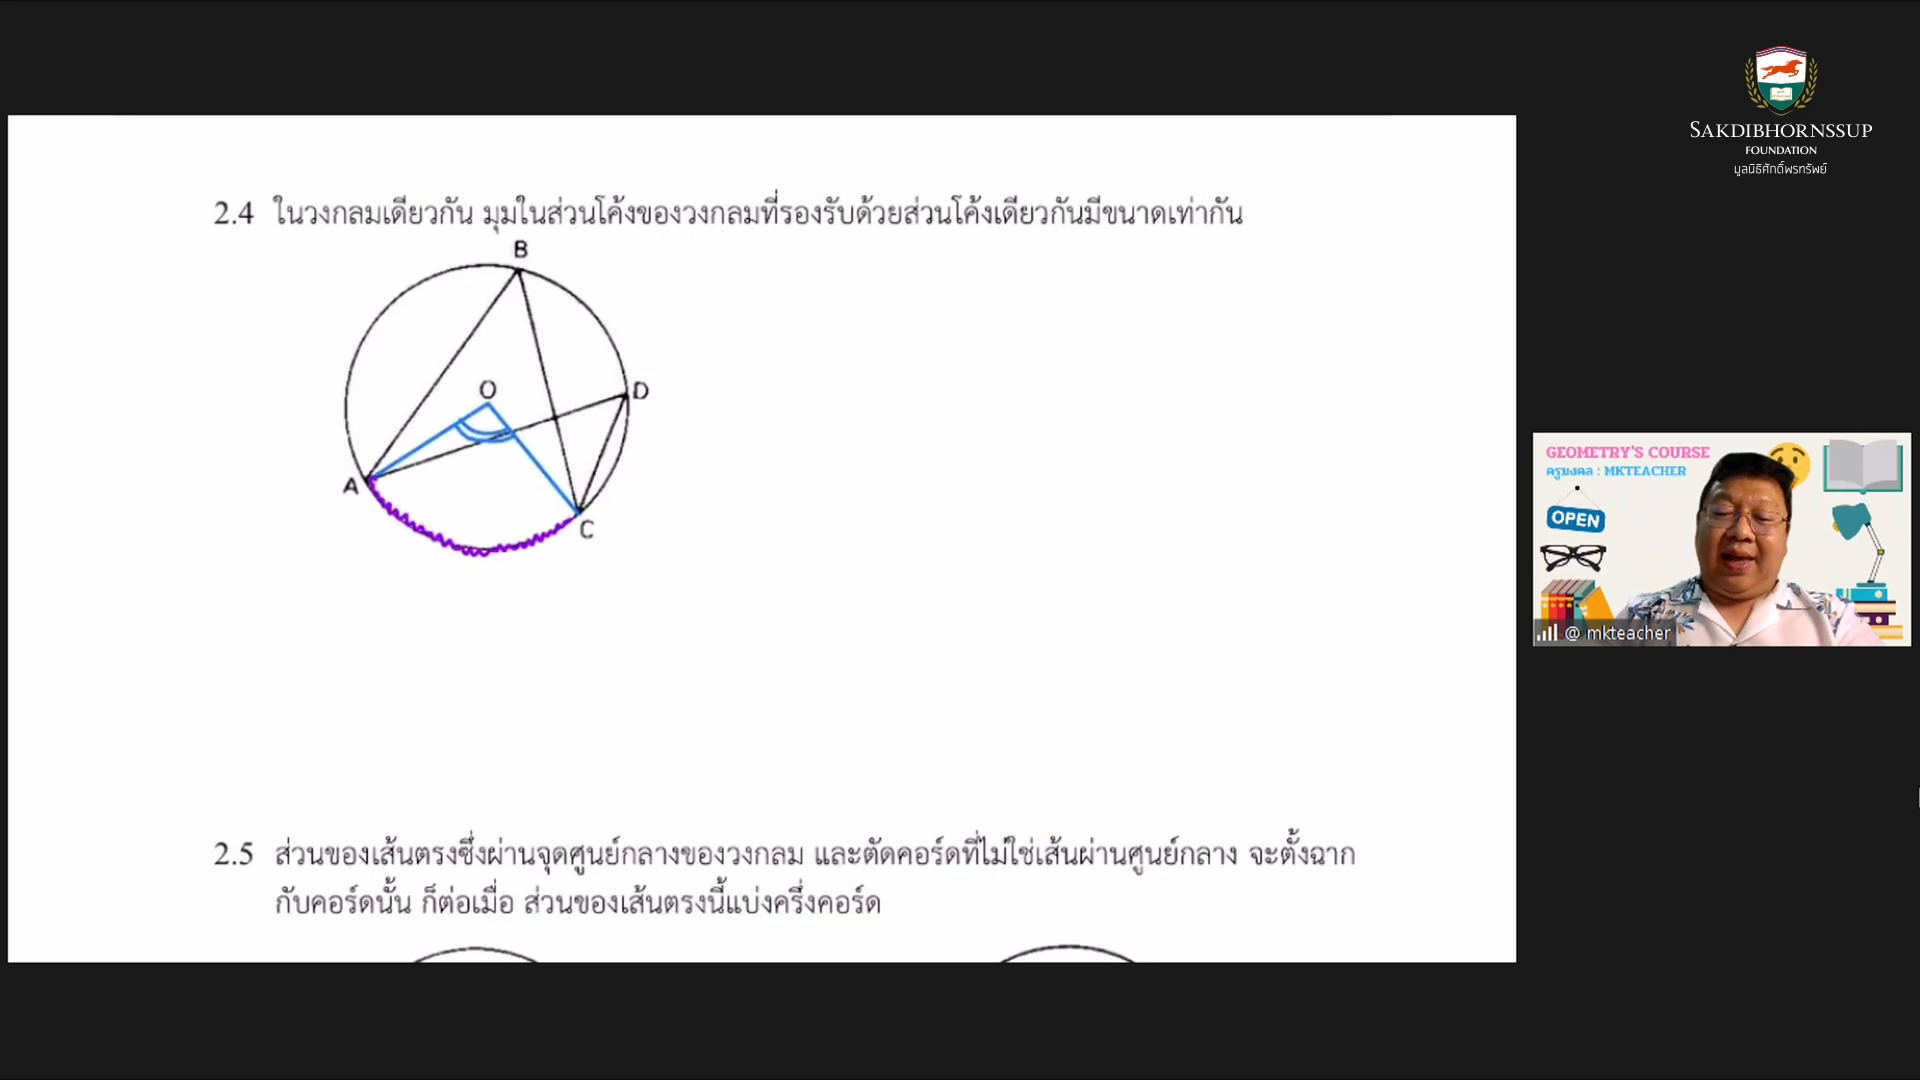 SAKDIBHORNSSUP
FOUNDATION
มูลนิธิศักดิ์พรทรัพย์
2.4 ในวงกลมเดียวกัน มุมในส่วนโค้งของวงกลมที่รองรับด้วยส่วนโค้งเดียวกันมีขนาดเท่ากัน
B
O
D
A
C
GEOMETRY'S COURSE
ครูมงคล : MKTEACHER
OPEN
@ mkteacher
2.5 ส่วนของเส้นตรงซึ่งผ่านจุดศูนย์กลางของวงกลม และตัดคอร์ดที่ไม่ใช่เส้นผ่านศูนย์กลาง จะตั้งฉาก
กับคอร์ดนั้น ก็ต่อเมื่อ ส่วนของเส้นตรงนี้แบ่งครึ่งคอร์ด